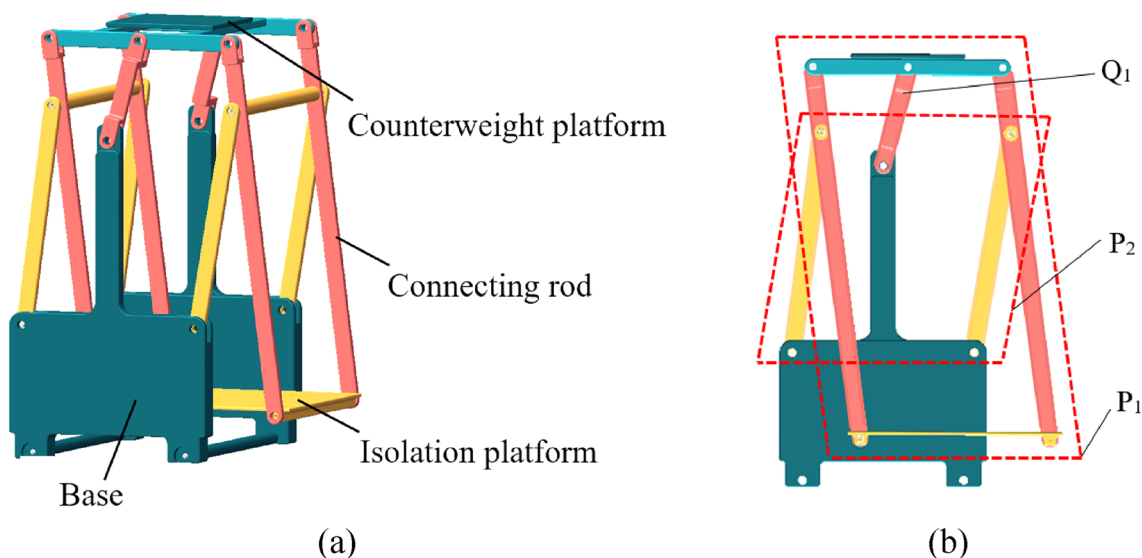 Counterweight platform
Connecting rod
Isolation platform
Base
(a)
Q1
P2
P1
(b)